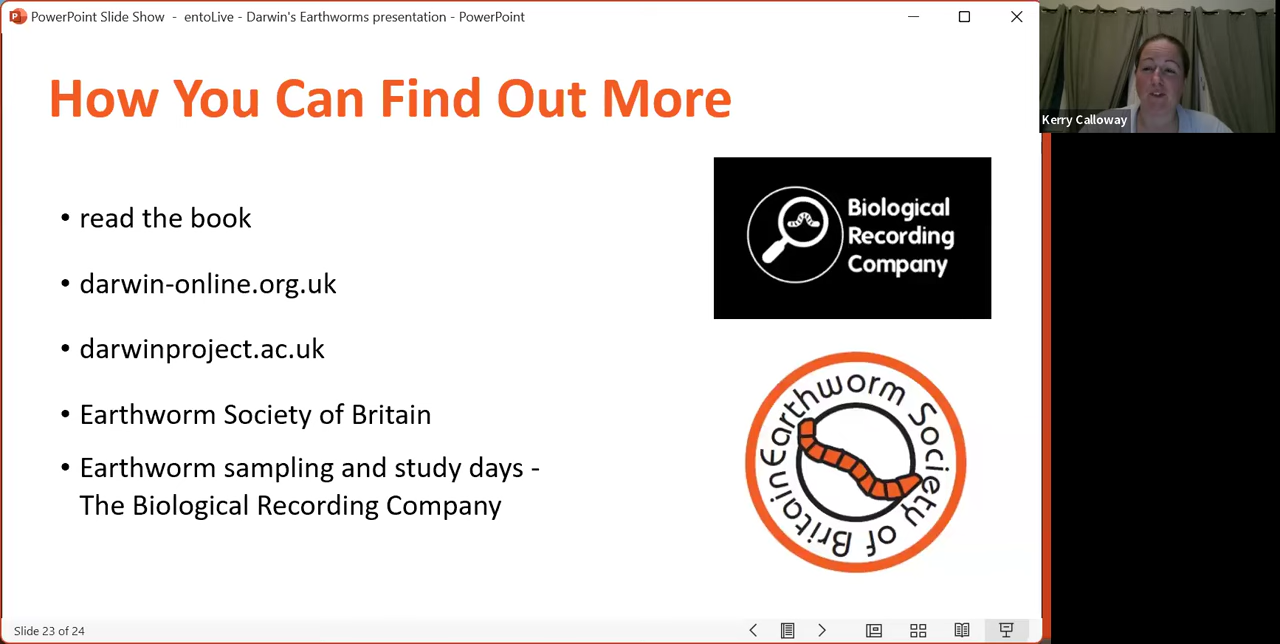 PowerPoint Slide Show - entoLive - Darwin's Earthworms presentation - PowerPoint
Kerry Calloway
How You Can Find Out More
• read the book
• darwin-online.org.uk
• darwinproject.ac.uk
• Earthworm Society of Britain
• Earthworm sampling and study days -
The Biological Recording Company
Biological
Recording
Company
Earthworm Society of Britain
Slide 23 of 24